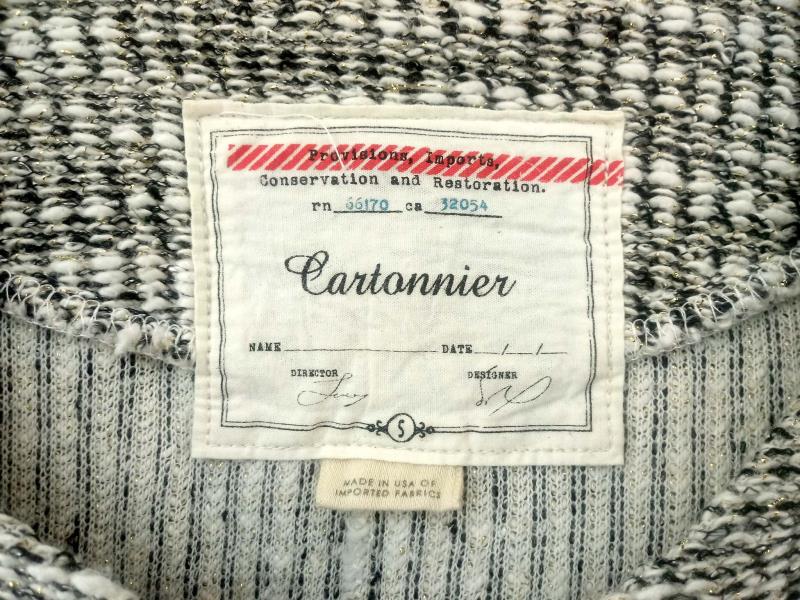 Provisions, Imports,
Conservation and Restoration.
rn 66170 ca 32054
Cartonnier
NAME DATE / /
DIRECTOR DESIGNER
S
MADE IN USA OF
IMPORTED FABRICS